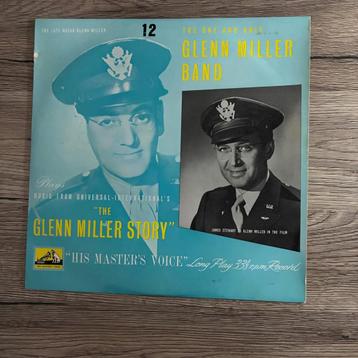 THE LATE MAJOR GLENN MILLER
12
THE ONE AND ONLY...
GLENN MILLER
BAND
Plays
MUSIC FROM UNIVERSAL-INTERNATIONAL'S
"THE
GLENN MILLER STORY"
JAMES STEWART AS GLENN MILLER IN THE FILM
"HIS MASTER'S VOICE" Long Play 33⅓ r.p.m. Record